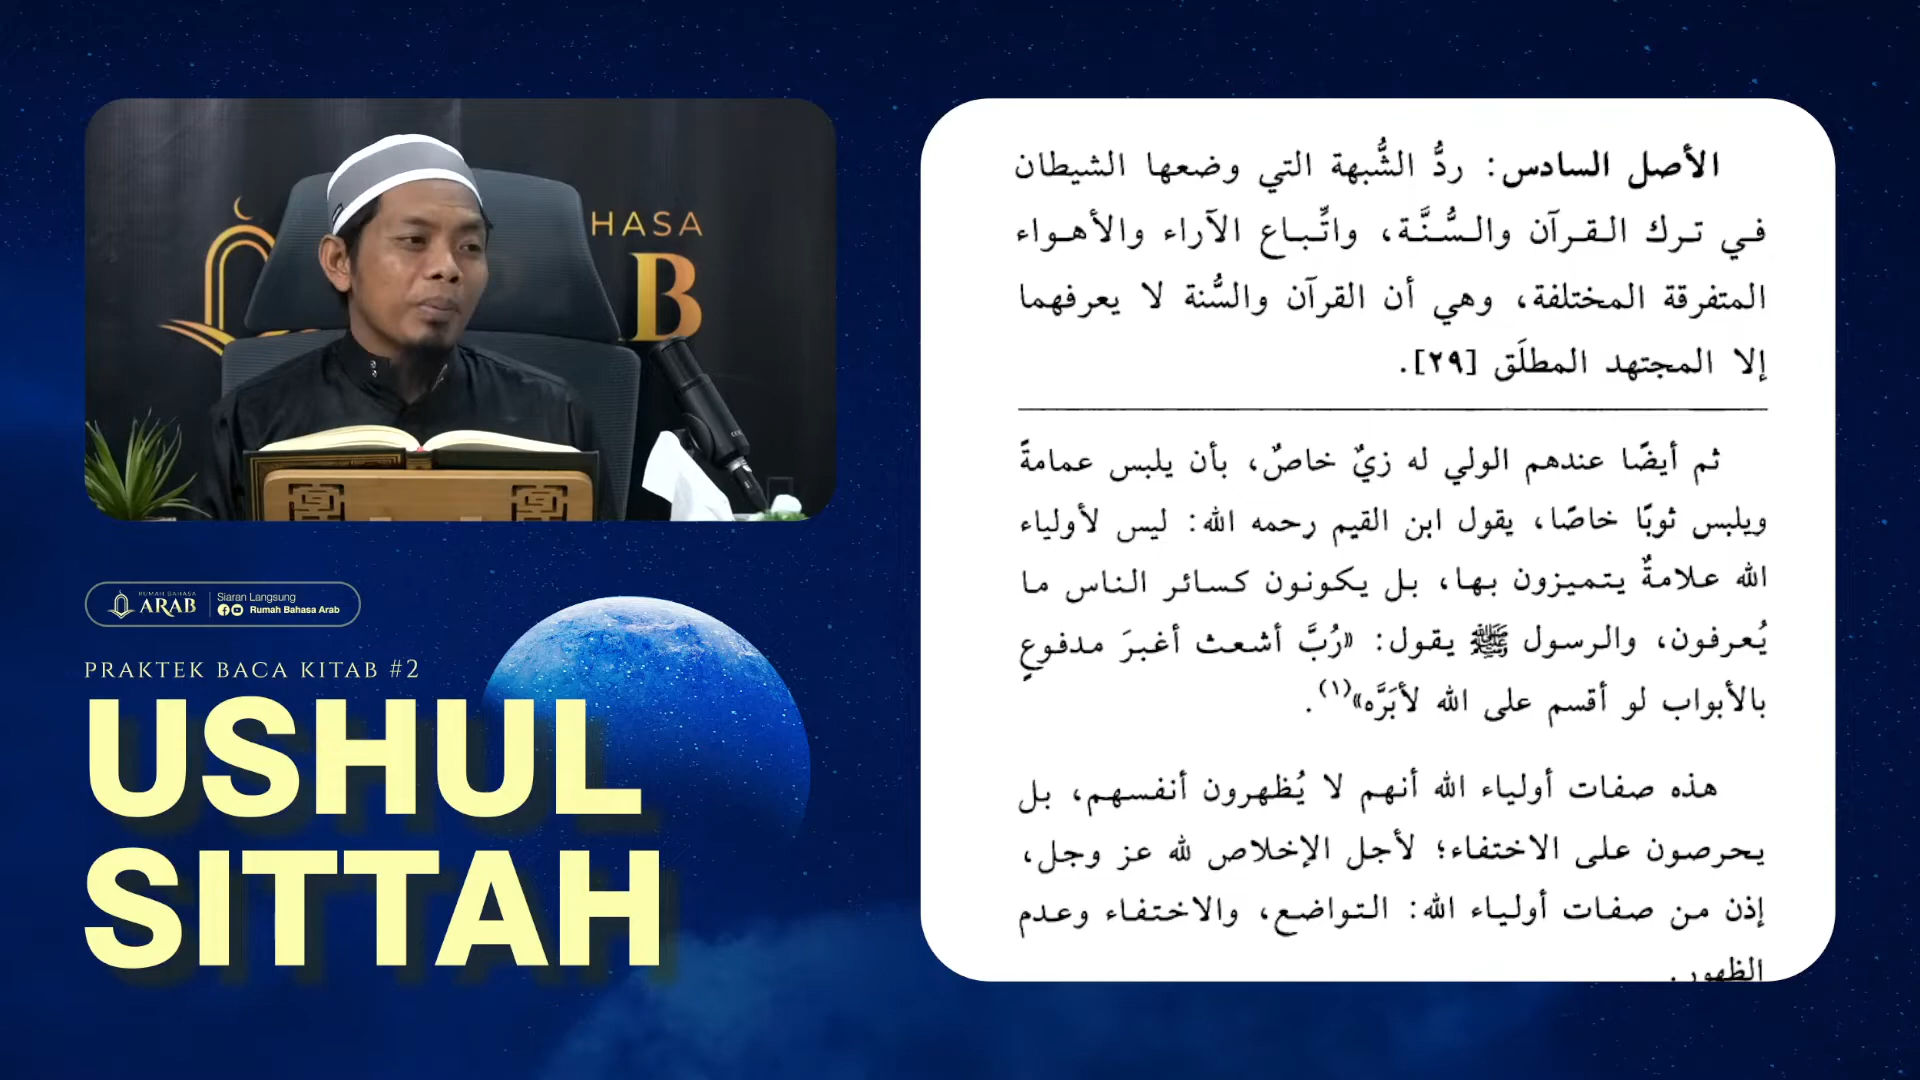 HASA
B
RUMAH BAHASA
ARAB
Siaran Langsung
Rumah Bahasa Arab
PRAKTEK BACA KITAB #2
USHUL
SITTAH
الأصل السادس: ردُّ الشُّبهة التي وضعها الشيطان
في ترك القرآن والسُّنَّة، واتِّباع الآراء والأهواء
المتفرقة المختلفة، وهي أن القرآن والسُّنة لا يعرفهما
إلا المجتهد المطلَق [٢٩].
ثم أيضًا عندهم الولي له زيٌ خاصٌ، بأن يلبس عمامةً
ويلبس ثوبًا خاصًا، يقول ابن القيم رحمه الله: ليس لأولياء
الله علامةٌ يتميزون بها، بل يكونون كسائر الناس ما
يُعرفون، والرسول ﷺ يقول: «رُبَّ أشعث أغبرَ مدفوعٍ
بالأبواب لو أقسم على الله لأبَرَّه»(١).
هذه صفات أولياء الله أنهم لا يُظهرون أنفسهم، بل
يحرصون على الاختفاء؛ لأجل الإخلاص لله عز وجل،
إذن من صفات أولياء الله: التواضع، والاختفاء وعدم
الظهور.